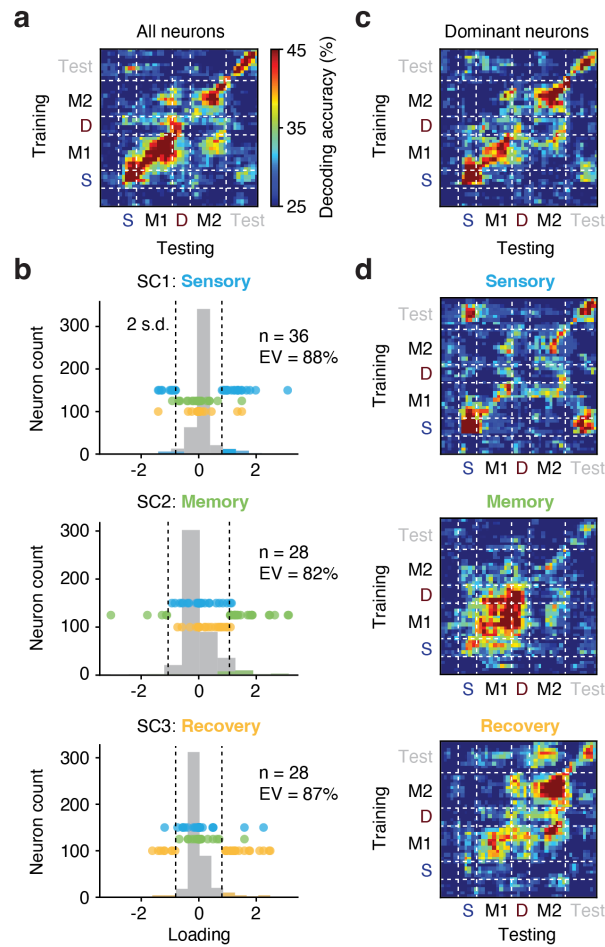 a
All neurons
Test
M2
D
M1
S
Training
S M1 D M2 Test
Testing
45
35
25
Decoding accuracy (%)
c
Dominant neurons
Test
M2
D
M1
S
Training
S M1 D M2 Test
Testing
b
SC1: Sensory
2 s.d.
n = 36
EV = 88%
300
200
100
0
Neuron count
-2 0 2
SC2: Memory
n = 28
EV = 82%
300
200
100
0
Neuron count
-2 0 2
SC3: Recovery
n = 28
EV = 87%
300
200
100
0
Neuron count
-2 0 2
Loading
d
Sensory
Test
M2
D
M1
S
Training
S M1 D M2 Test
Memory
Test
M2
D
M1
S
Training
S M1 D M2 Test
Recovery
Test
M2
D
M1
S
Training
S M1 D M2 Test
Testing